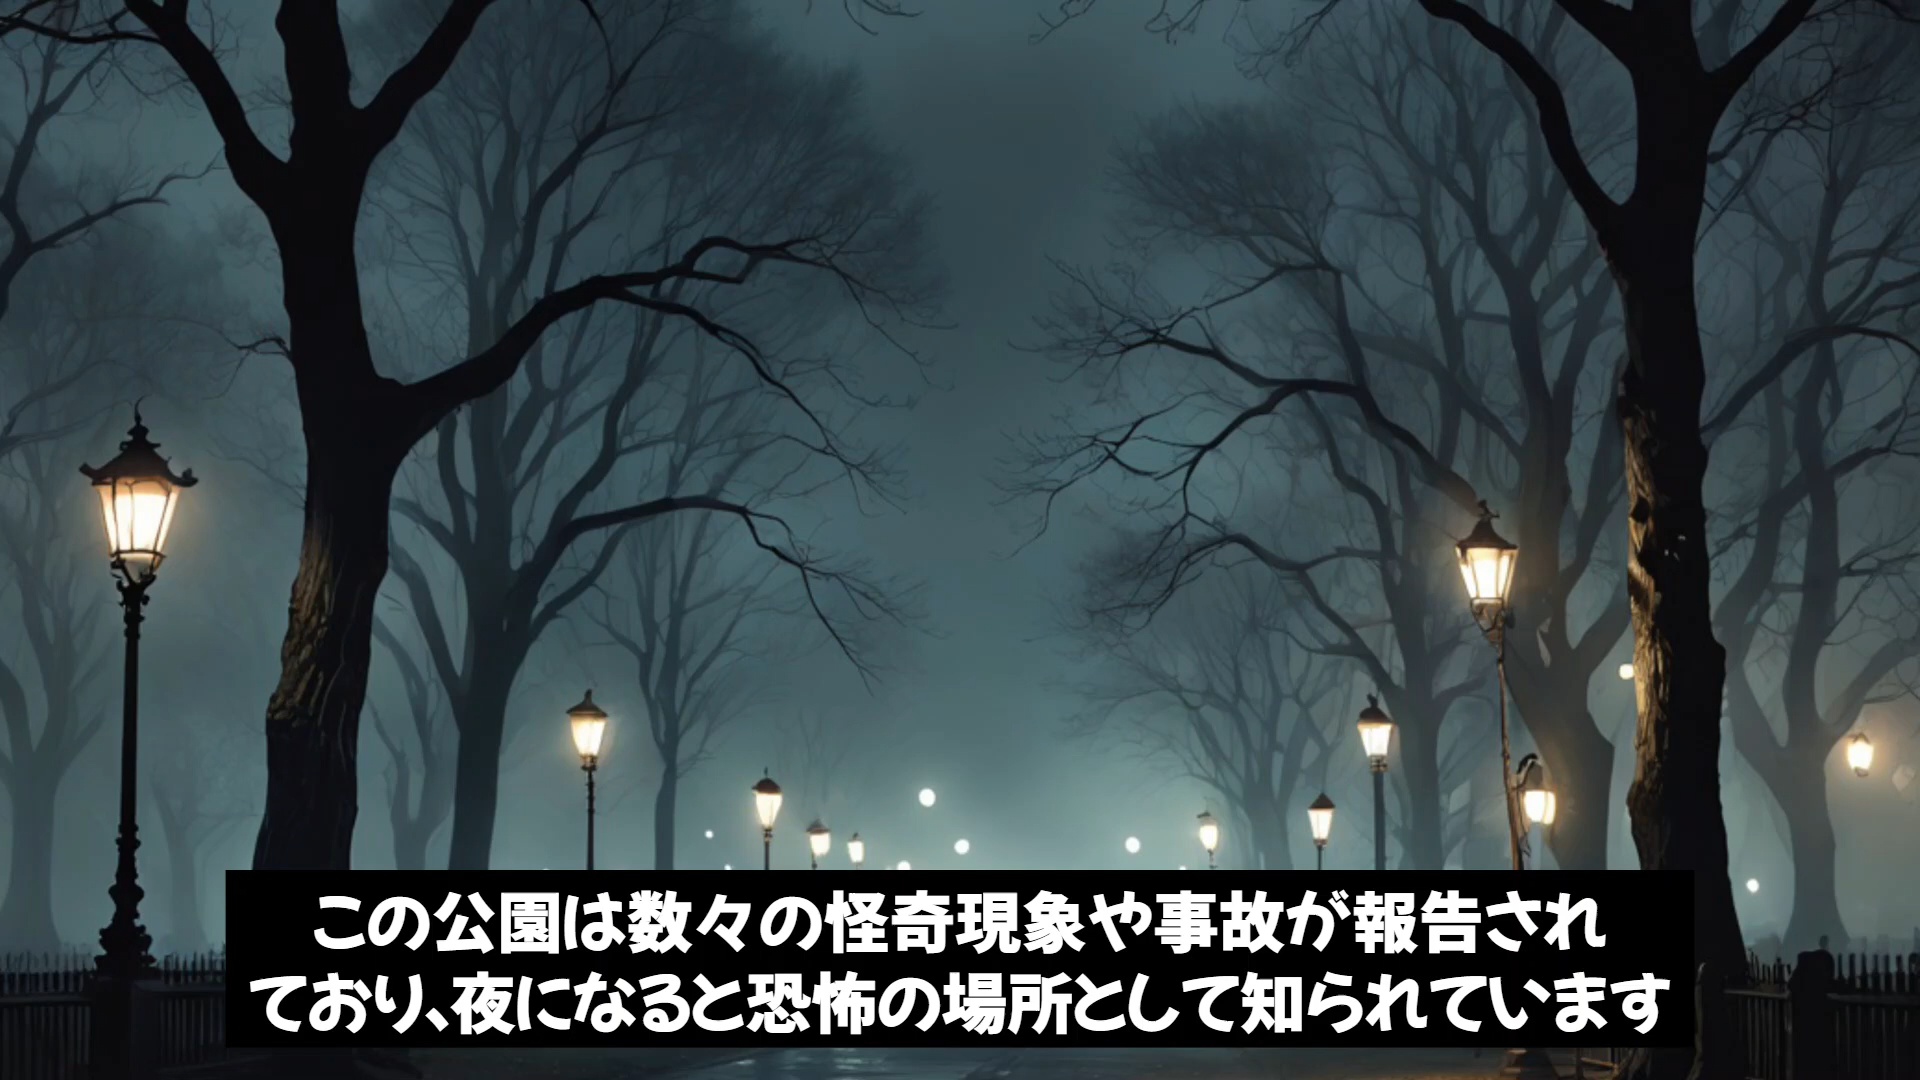 この公園は数々の怪奇現象や事故が報告され
ており、夜になると恐怖の場所として知られています